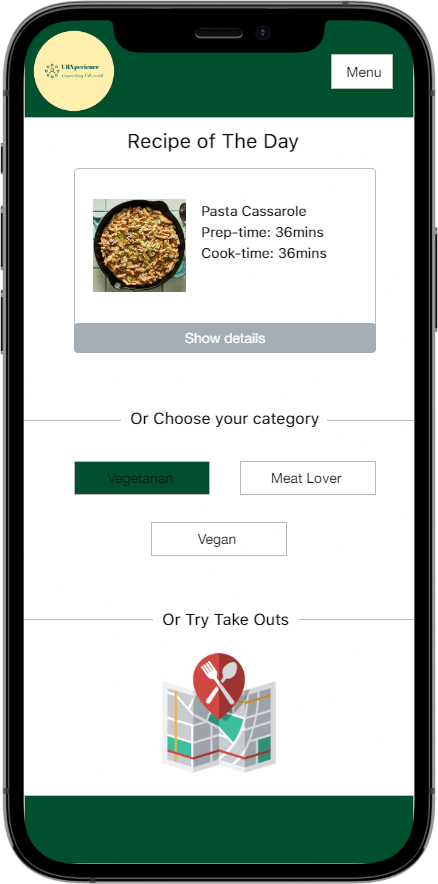 UBXperience
Connecting UB world
Menu
Recipe of The Day
Pasta Cassarole
Prep-time: 36mins
Cook-time: 36mins
Show details
Or Choose your category
Vegetarian
Meat Lover
Vegan
Or Try Take Outs